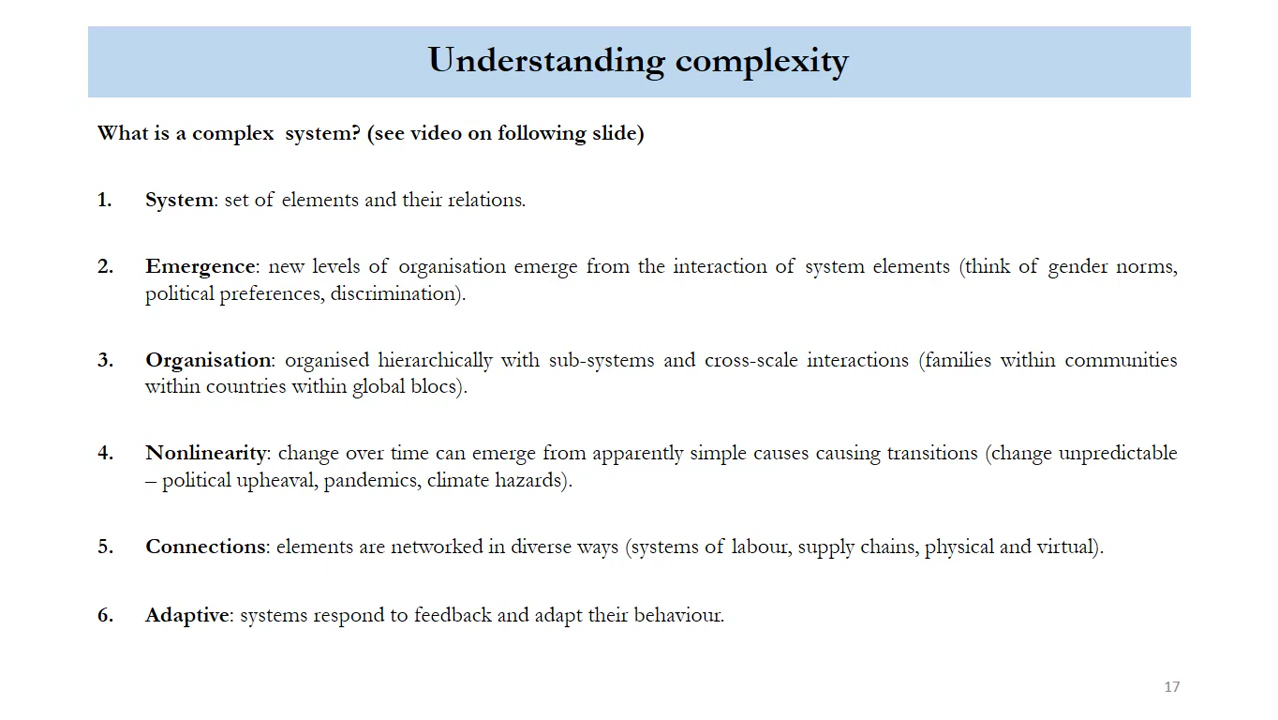 Understanding complexity
What is a complex  system? (see video on following slide)
1. System: set of elements and their relations.
2. Emergence: new levels of organisation emerge from the interaction of system elements (think of gender norms,
political preferences, discrimination).
3. Organisation: organised hierarchically with sub-systems and cross-scale interactions (families within communities
within countries within global blocs).
4. Nonlinearity: change over time can emerge from apparently simple causes causing transitions (change unpredictable
– political upheaval, pandemics, climate hazards).
5. Connections: elements are networked in diverse ways (systems of labour, supply chains, physical and virtual).
6. Adaptive: systems respond to feedback and adapt their behaviour.
17